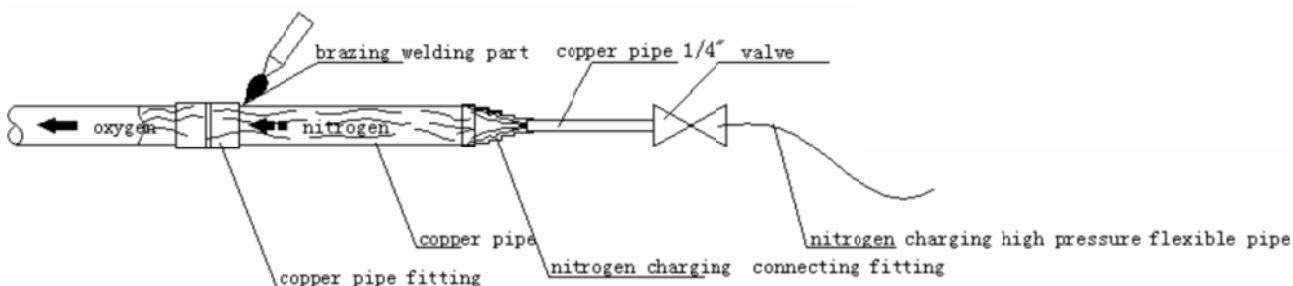 brazing welding part
copper pipe 1/4"
valve
oxygen
nitrogen
copper pipe
nitrogen charging high pressure flexible pipe
copper pipe fitting
nitrogen charging connecting fitting